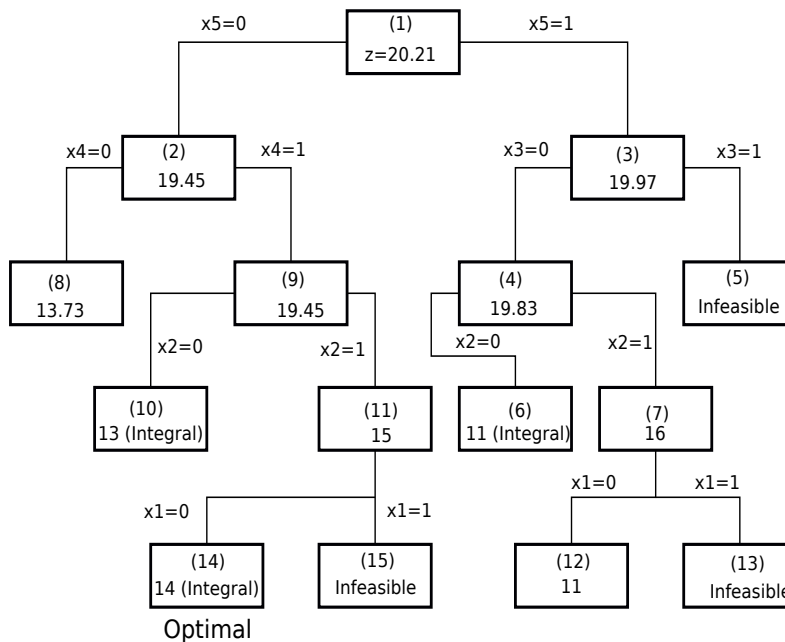 x5=0
(1)
z=20.21
x5=1
x4=0
(2)
19.45
x4=1
x3=0
(3)
19.97
x3=1
(8)
13.73
(9)
19.45
(4)
19.83
(5)
Infeasible
x2=0
x2=1
x2=0
x2=1
(10)
13 (Integral)
(11)
15
(6)
11 (Integral)
(7)
16
x1=0
x1=1
x1=0
x1=1
(14)
14 (Integral)
(15)
Infeasible
(12)
11
(13)
Infeasible
Optimal